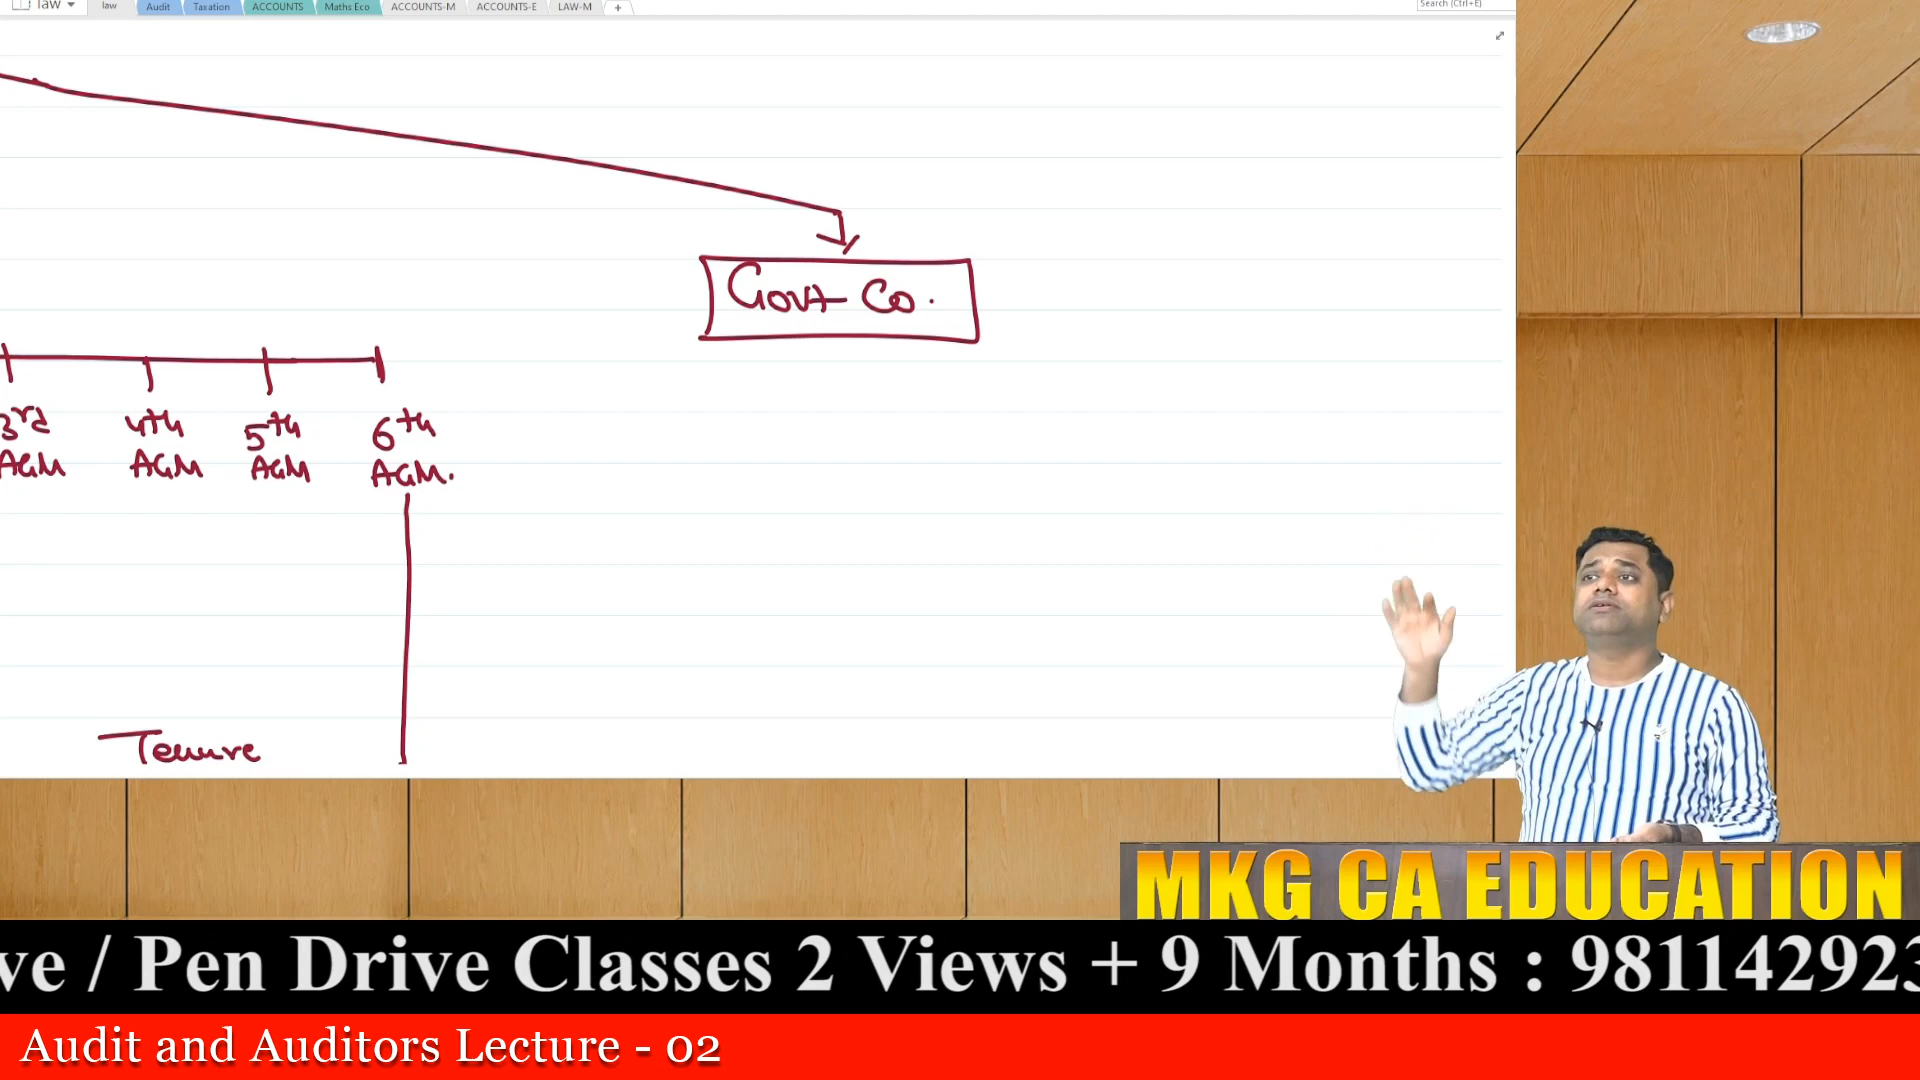 law
law Audit Taxation ACCOUNTS Maths Eco ACCOUNTS-M ACCOUNTS-E LAW-M +
Search (Ctrl+E)
Govt Co.
3rd AGM
4th AGM
5th AGM
6th AGM.
Tenure
MKG CA EDUCATION
ve / Pen Drive Classes 2 Views + 9 Months : 981142923
Audit and Auditors Lecture - 02